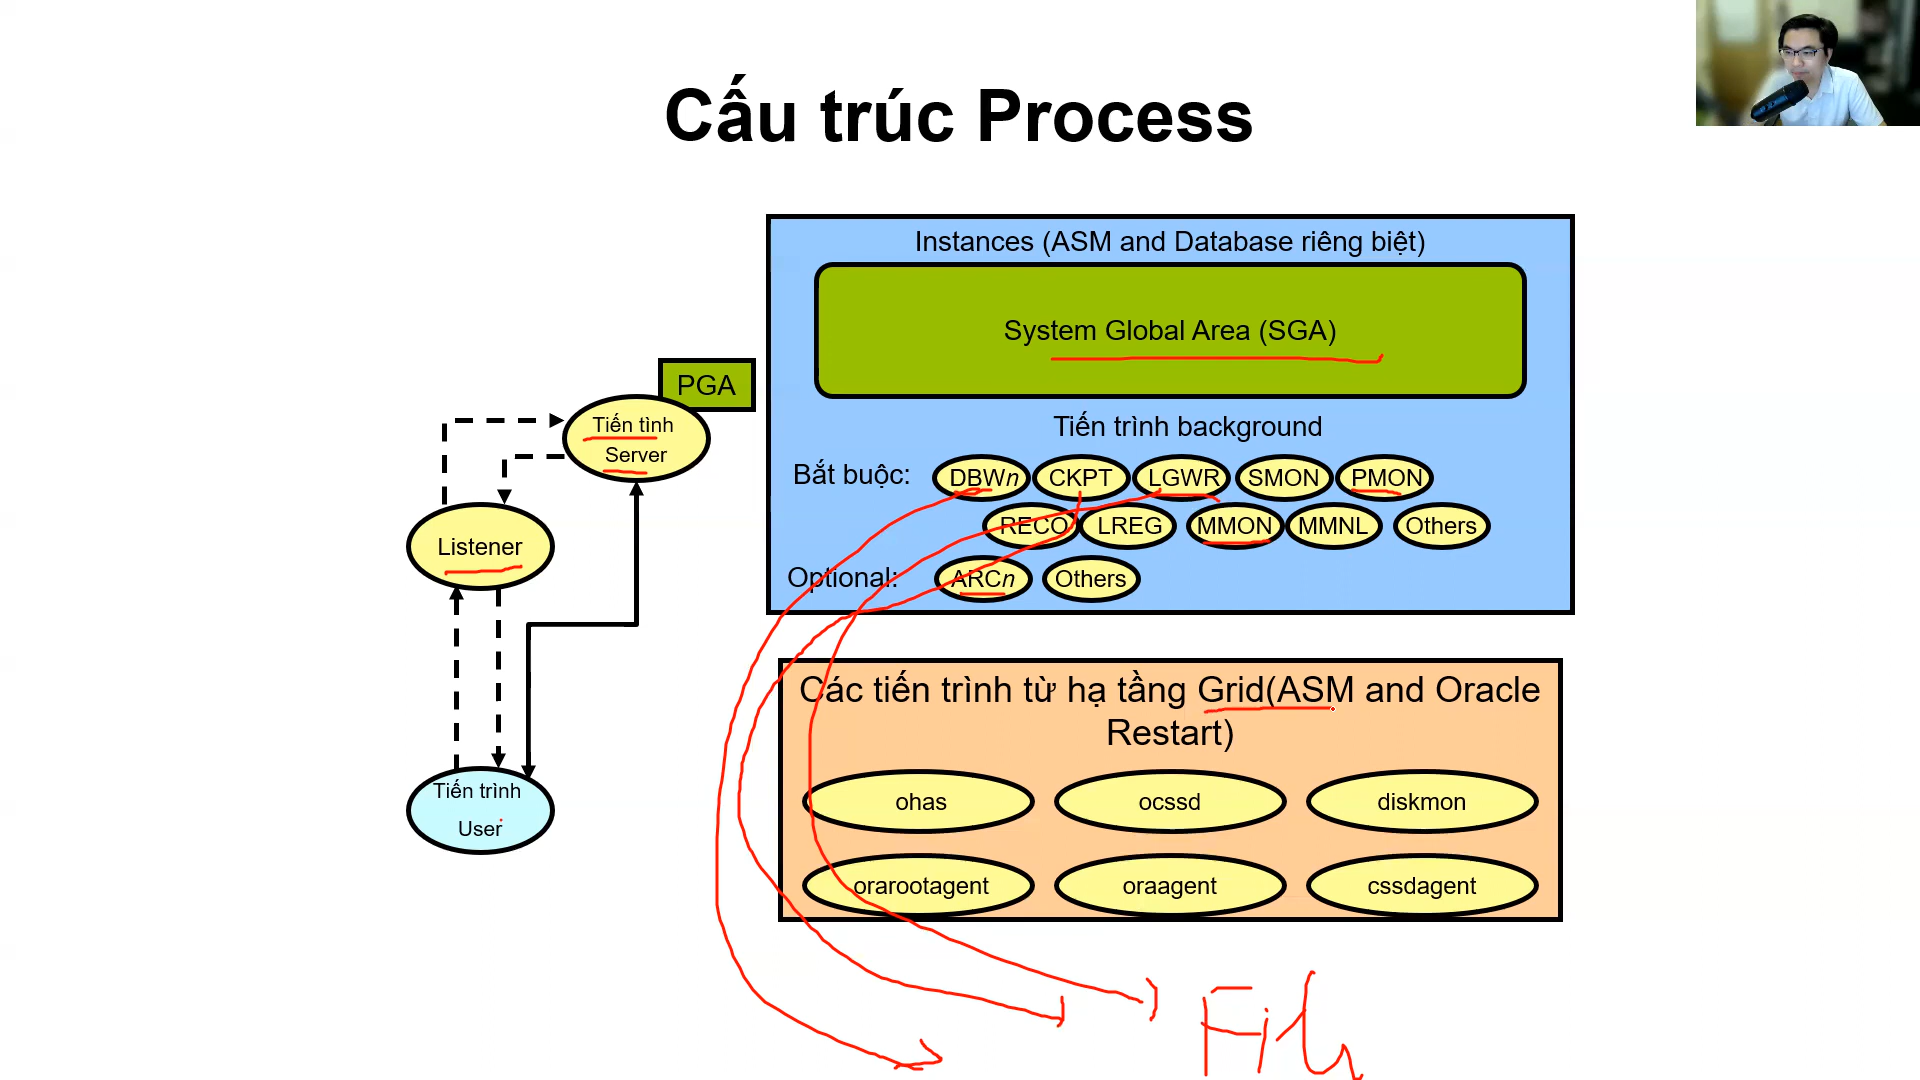 Cấu trúc Process
Instances (ASM and Database riêng biệt)
System Global Area (SGA)
PGA
Tiến tình
Server
Tiến trình background
Bắt buộc:
DBWn CKPT LGWR SMON PMON
RECO LREG MMON MMNL Others
Optional:
ARCn Others
Listener
Các tiến trình từ hạ tầng Grid(ASM and Oracle
Restart)
ohas ocssd diskmon
orarootagent oraagent cssdagent
Tiến trình
User